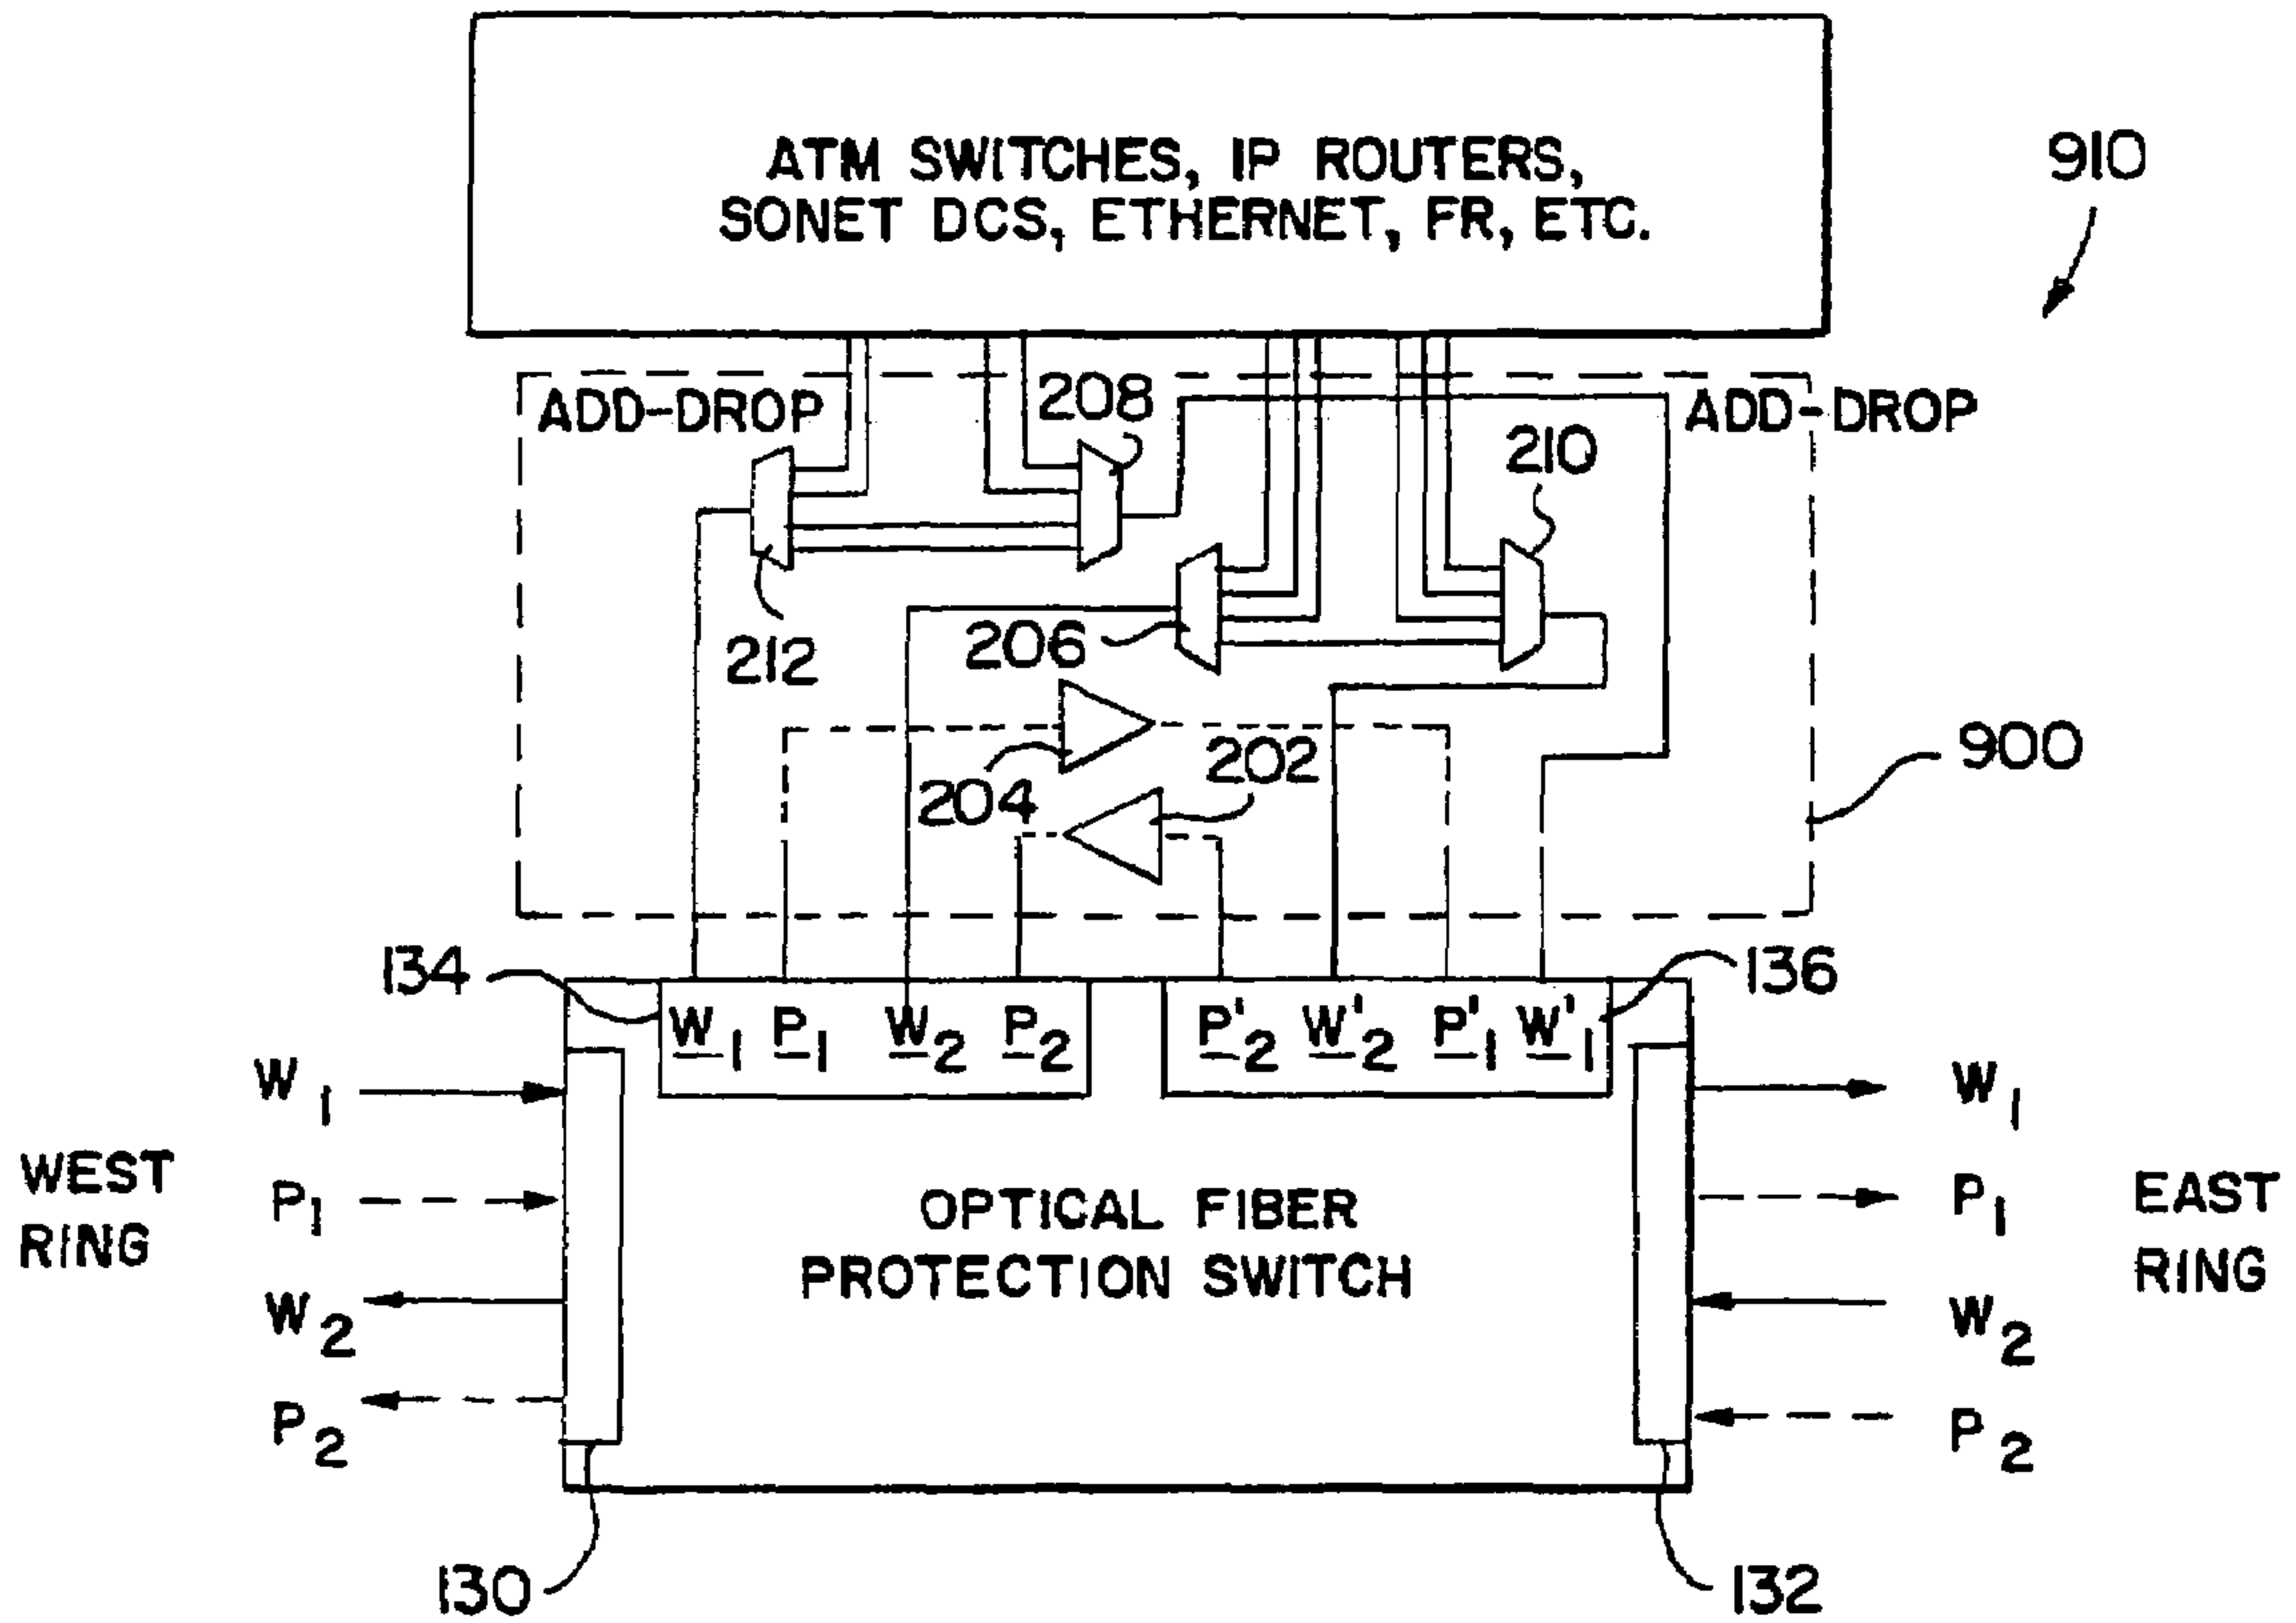 ATM SWITCHES, IP ROUTERS,
SONET DCS, ETHERNET, FR, ETC.
910
ADD-DROP
208
ADD-DROP
210
212
206
204
202
900
134
136
W1 P1 W2 P2
P'2 W'2 P'1 W'1
W1
W1
WEST
RING
P1
P1
EAST
RING
OPTICAL FIBER
PROTECTION SWITCH
W2
W2
P2
P2
130
132